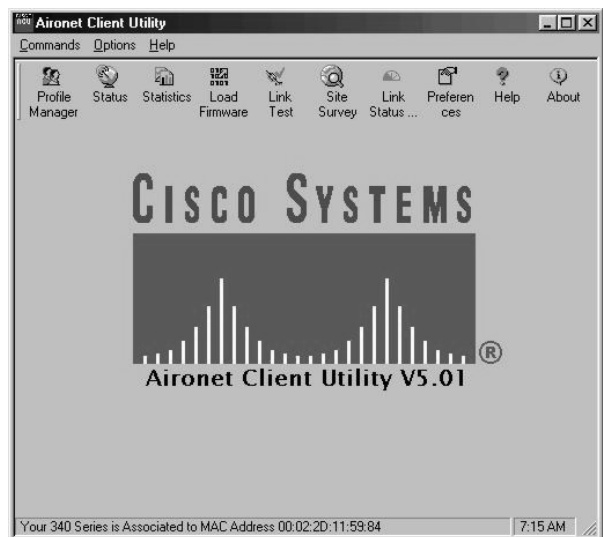 Aironet Client Utility
Commands Options Help
Profile Manager Status Statistics Load Firmware Link Test Site Survey Link Status ... Preferen ces Help About
CISCO SYSTEMS
®
Aironet Client Utility V5.01
Your 340 Series is Associated to MAC Address 00:02:2D:11:59:84 7:15 AM